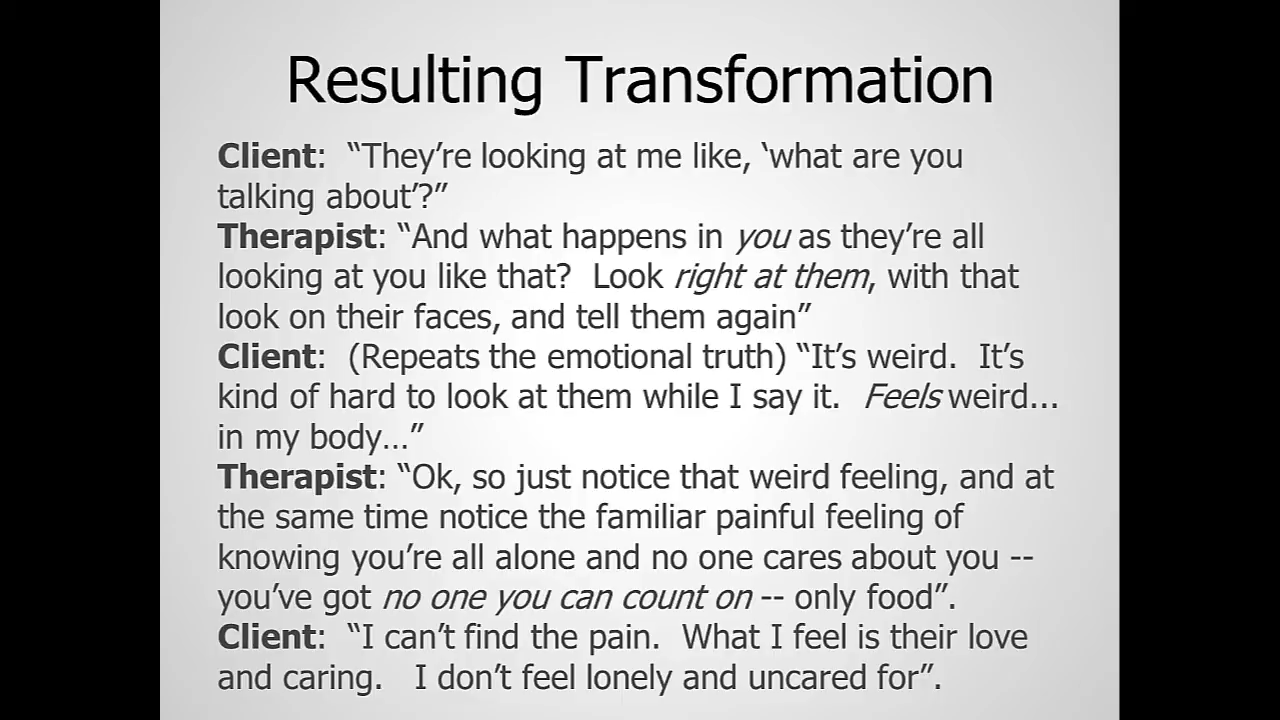 Resulting Transformation
Client:  “They’re looking at me like, ‘what are you
talking about’?”
Therapist: “And what happens in you as they’re all
looking at you like that?  Look right at them, with that
look on their faces, and tell them again”
Client:  (Repeats the emotional truth) “It’s weird.  It’s
kind of hard to look at them while I say it.  Feels weird...
in my body…”
Therapist: “Ok, so just notice that weird feeling, and at
the same time notice the familiar painful feeling of
knowing you’re all alone and no one cares about you --
you’ve got no one you can count on -- only food”.
Client:  “I can’t find the pain.  What I feel is their love
and caring.   I don’t feel lonely and uncared for”.